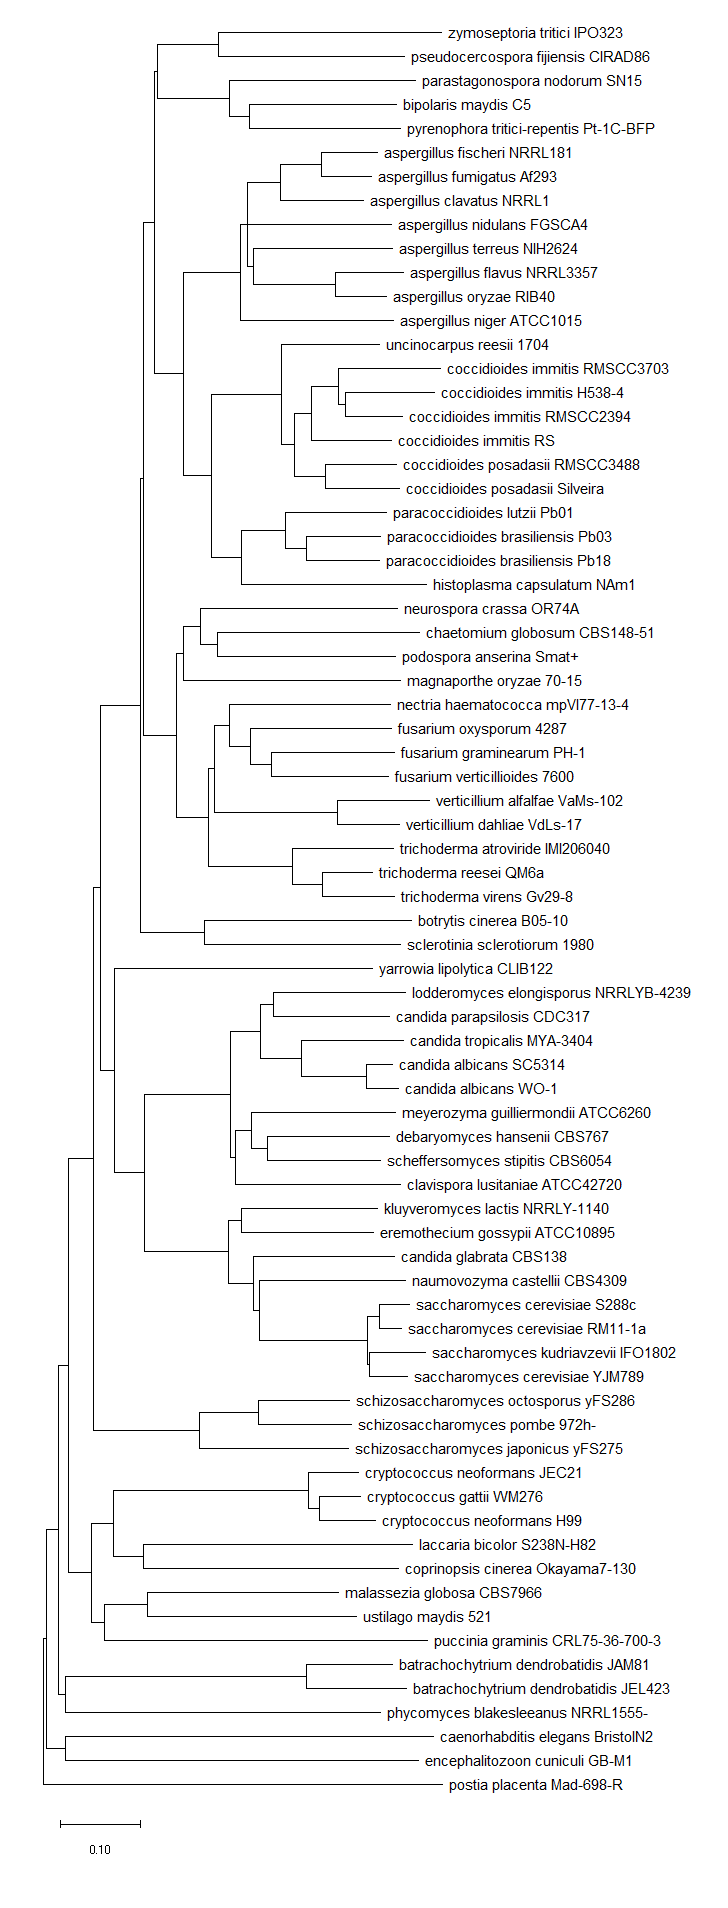 zymoseptoria tritici IPO323
pseudocercospora fijiensis CIRAD86
parastagonospora nodorum SN15
bipolaris maydis C5
pyrenophora tritici-repentis Pt-1C-BFP
aspergillus fischeri NRRL181
aspergillus fumigatus Af293
aspergillus clavatus NRRL1
aspergillus nidulans FGSCA4
aspergillus terreus NIH2624
aspergillus flavus NRRL3357
aspergillus oryzae RIB40
aspergillus niger ATCC1015
uncinocarpus reesii 1704
coccidioides immitis RMSCC3703
coccidioides immitis H538-4
coccidioides immitis RMSCC2394
coccidioides immitis RS
coccidioides posadasii RMSCC3488
coccidioides posadasii Silveira
paracoccidioides lutzii Pb01
paracoccidioides brasiliensis Pb03
paracoccidioides brasiliensis Pb18
histoplasma capsulatum NAm1
neurospora crassa OR74A
chaetomium globosum CBS148-51
podospora anserina Smat+
magnaporthe oryzae 70-15
nectria haematococca mpVI77-13-4
fusarium oxysporum 4287
fusarium graminearum PH-1
fusarium verticillioides 7600
verticillium alfalfae VaMs-102
verticillium dahliae VdLs-17
trichoderma atroviride IMI206040
trichoderma reesei QM6a
trichoderma virens Gv29-8
botrytis cinerea B05-10
sclerotinia sclerotiorum 1980
yarrowia lipolytica CLIB122
lodderomyces elongisporus NRRLYB-4239
candida parapsilosis CDC317
candida tropicalis MYA-3404
candida albicans SC5314
candida albicans WO-1
meyerozyma guilliermondii ATCC6260
debaryomyces hansenii CBS767
scheffersomyces stipitis CBS6054
clavispora lusitaniae ATCC42720
kluyveromyces lactis NRRLY-1140
eremothecium gossypii ATCC10895
candida glabrata CBS138
naumovozyma castellii CBS4309
saccharomyces cerevisiae S288c
saccharomyces cerevisiae RM11-1a
saccharomyces kudriavzevii IFO1802
saccharomyces cerevisiae YJM789
schizosaccharomyces octosporus yFS286
schizosaccharomyces pombe 972h-
schizosaccharomyces japonicus yFS275
cryptococcus neoformans JEC21
cryptococcus gattii WM276
cryptococcus neoformans H99
laccaria bicolor S238N-H82
coprinopsis cinerea Okayama7-130
malassezia globosa CBS7966
ustilago maydis 521
puccinia graminis CRL75-36-700-3
batrachochytrium dendrobatidis JAM81
batrachochytrium dendrobatidis JEL423
phycomyces blakesleeanus NRRL1555-
caenorhabditis elegans BristolN2
encephalitozoon cuniculi GB-M1
postia placenta Mad-698-R
0.10